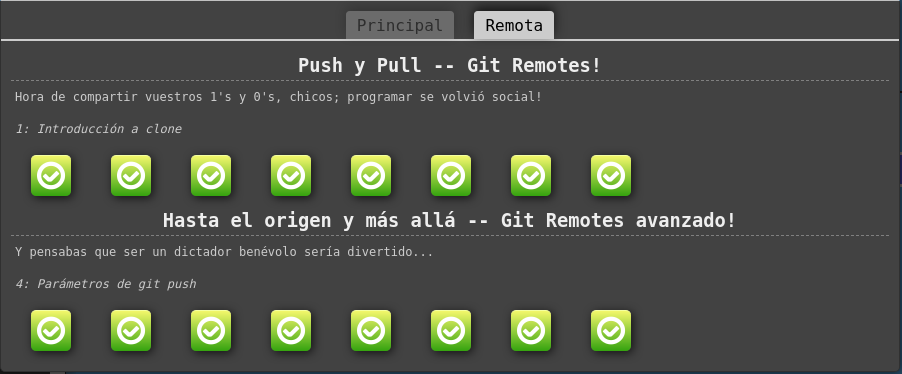 Principal Remota
Push y Pull -- Git Remotes!
Hora de compartir vuestros 1's y 0's, chicos; programar se volvió social!
1: Introducción a clone
Hasta el origen y más allá -- Git Remotes avanzado!
Y pensabas que ser un dictador benévolo sería divertido...
4: Parámetros de git push